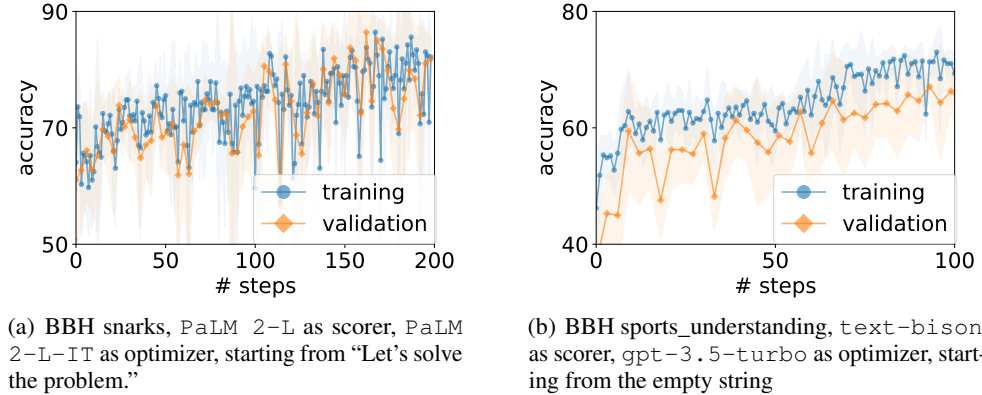 90
70
50
accuracy
0
50
100
150
200
# steps
training
validation
80
60
40
accuracy
0
50
100
# steps
training
validation
(a) BBH snarks, PaLM 2-L as scorer, PaLM
2-L-IT as optimizer, starting from “Let’s solve
the problem.”
(b) BBH sports_understanding, text-bison
as scorer, gpt-3.5-turbo as optimizer, start-
ing from the empty string